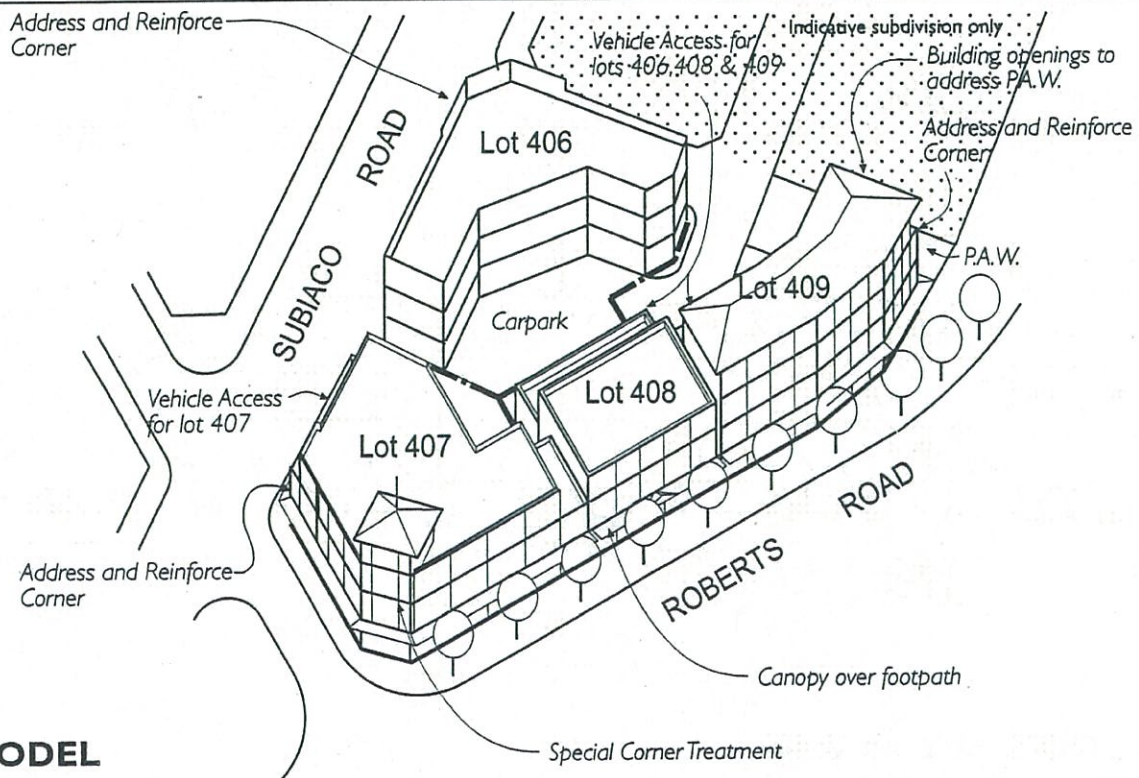 Address and Reinforce
Corner
Vehicle Access for
lots 406,408 & 409
Indicative subdivision only
Building openings to
address P.A.W.
Address and Reinforce
Corner
Lot 406
SUBIACO ROAD
P.A.W.
Lot 409
Carpark
Lot 408
Vehicle Access
for lot 407
Lot 407
ROBERTS ROAD
Address and Reinforce
Corner
Canopy over footpath
Special Corner Treatment
ODEL